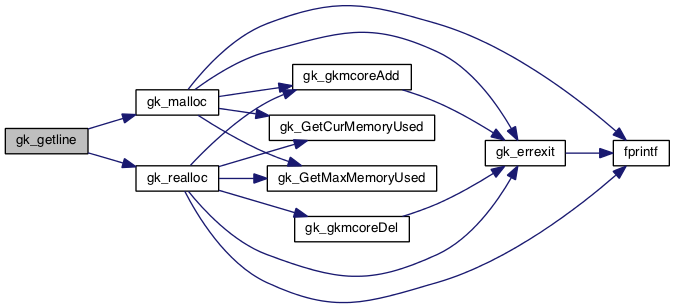 gk_getline
gk_malloc
gk_realloc
gk_gkmcoreAdd
gk_GetCurMemoryUsed
gk_GetMaxMemoryUsed
gk_gkmcoreDel
gk_errexit
fprintf